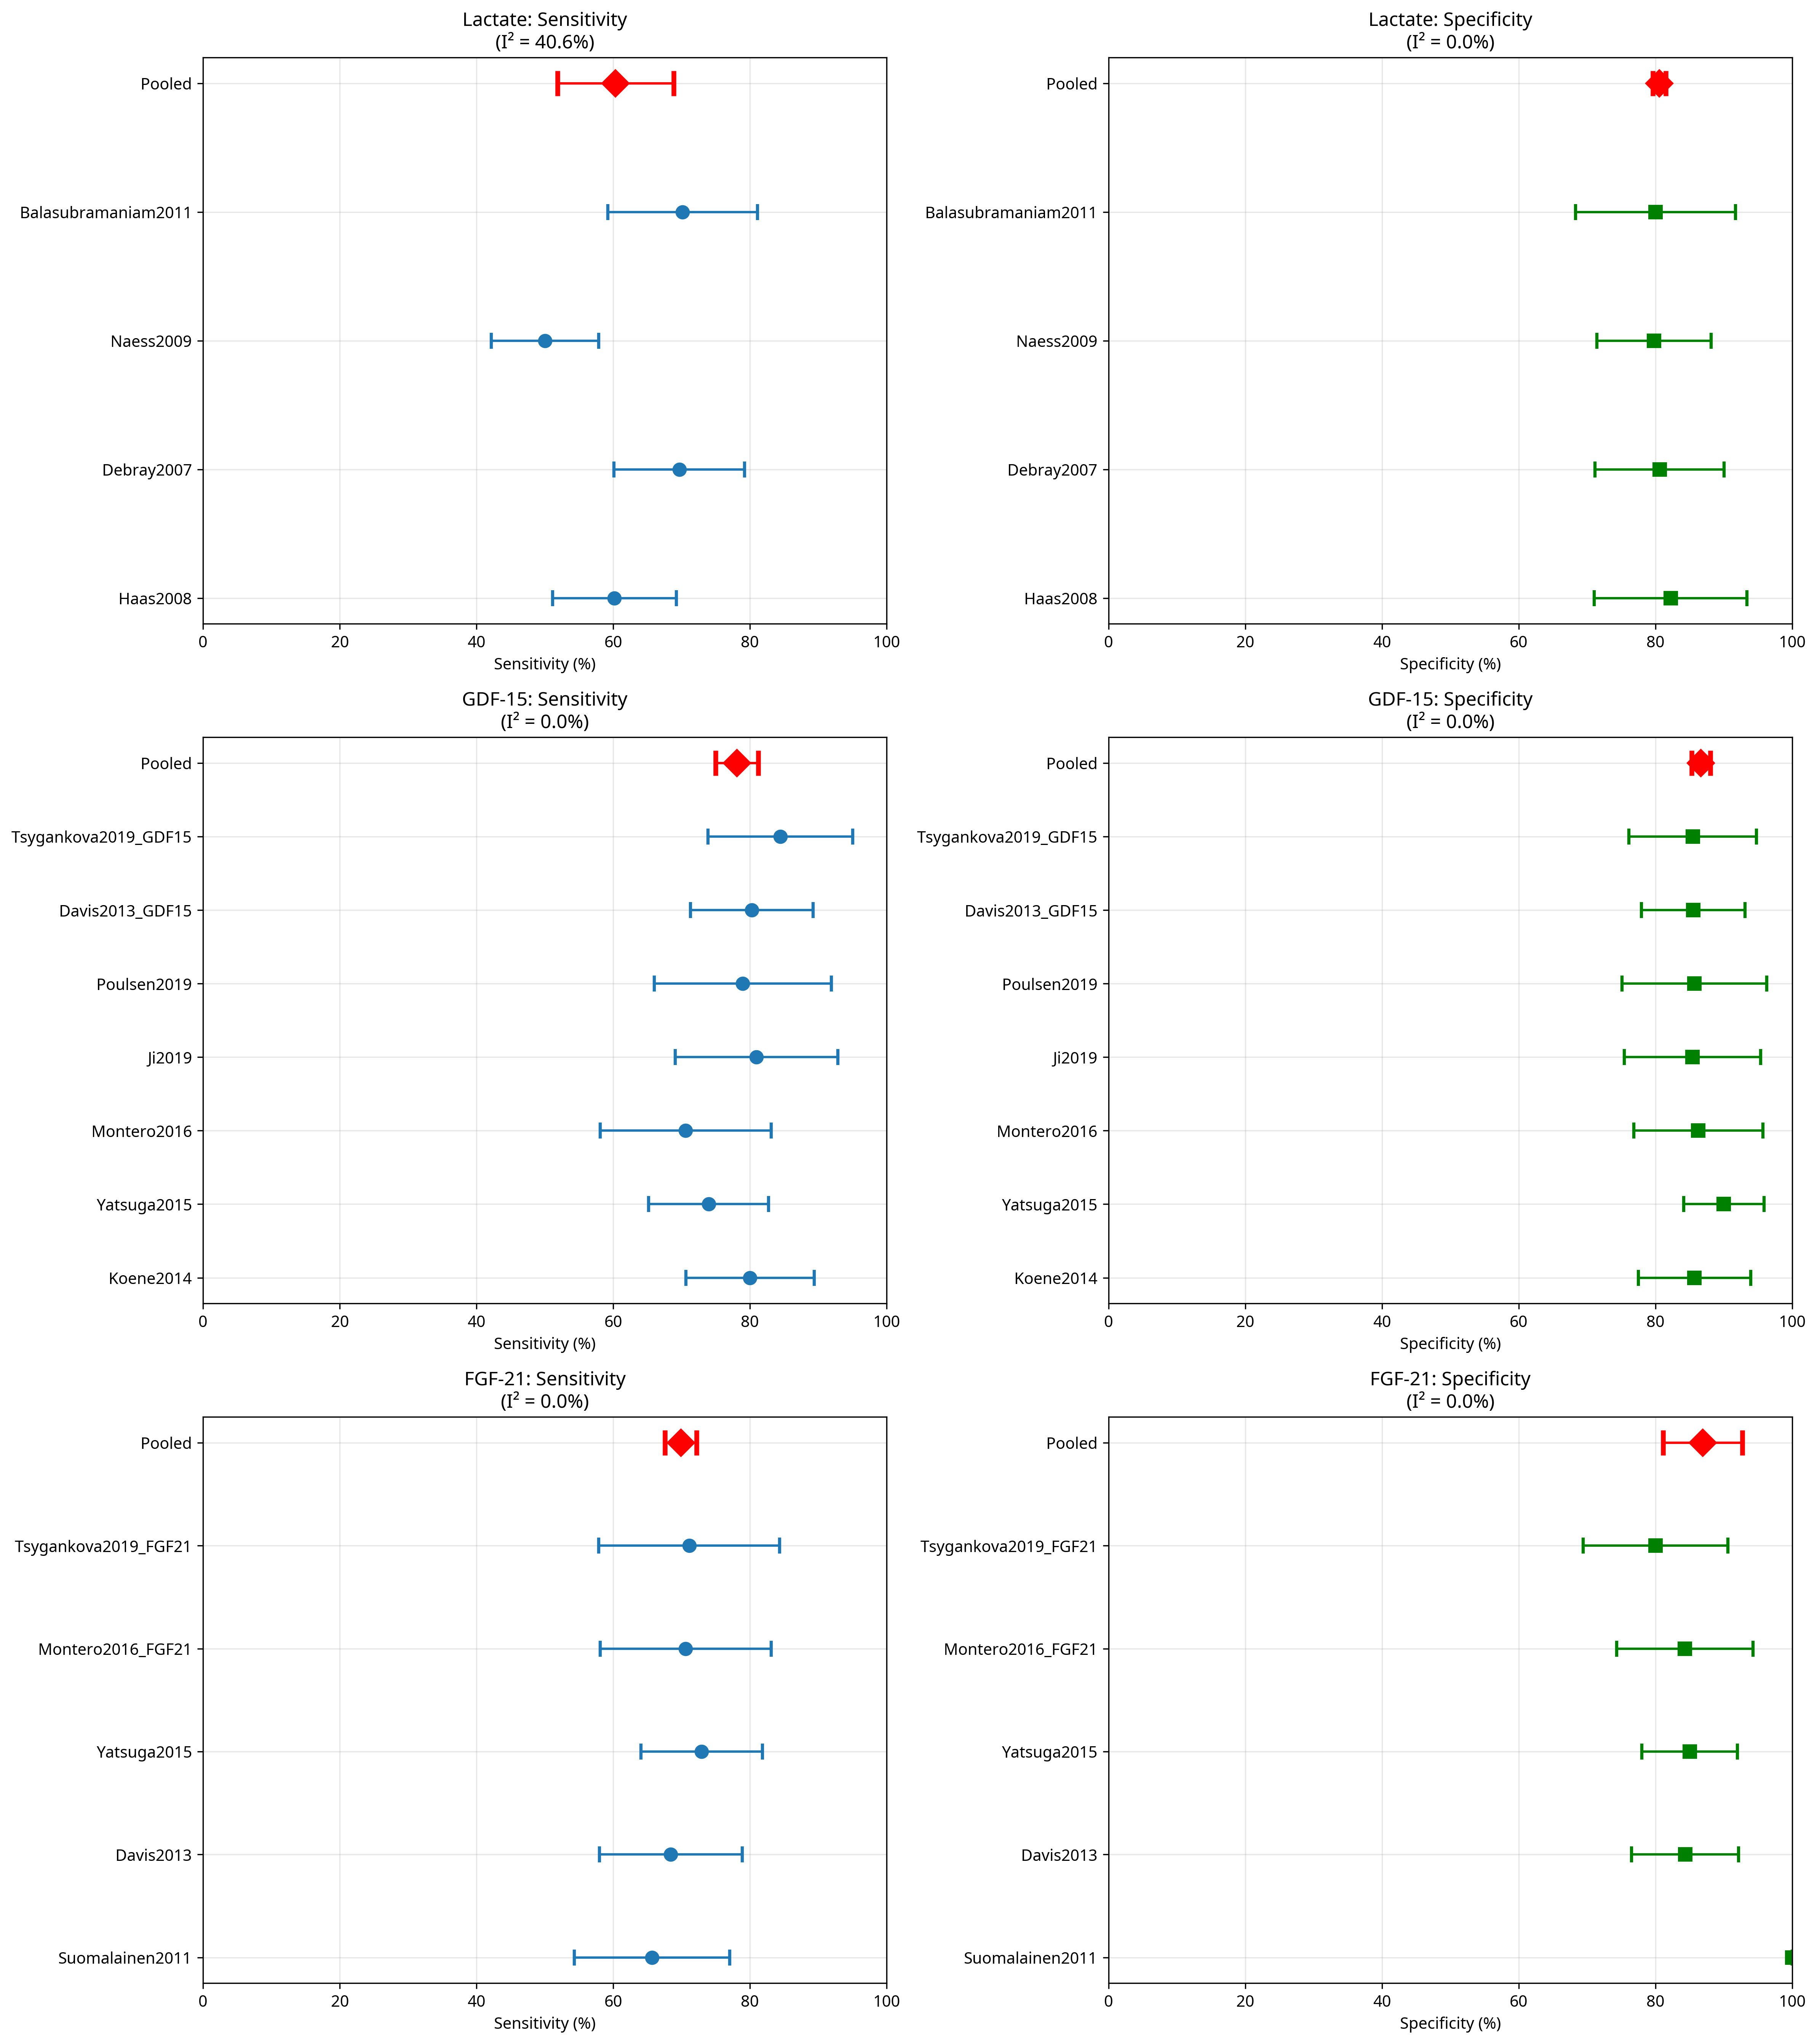 Lactate: Sensitivity
(I² = 40.6%)
Pooled
Balasubramaniam2011
Naess2009
Debray2007
Haas2008
0 20 40 60 80 100
Sensitivity (%)
Lactate: Specificity
(I² = 0.0%)
Pooled
Balasubramaniam2011
Naess2009
Debray2007
Haas2008
0 20 40 60 80 100
Specificity (%)
GDF-15: Sensitivity
(I² = 0.0%)
Pooled
Tsygankova2019_GDF15
Davis2013_GDF15
Poulsen2019
Ji2019
Montero2016
Yatsuga2015
Koene2014
0 20 40 60 80 100
Sensitivity (%)
GDF-15: Specificity
(I² = 0.0%)
Pooled
Tsygankova2019_GDF15
Davis2013_GDF15
Poulsen2019
Ji2019
Montero2016
Yatsuga2015
Koene2014
0 20 40 60 80 100
Specificity (%)
FGF-21: Sensitivity
(I² = 0.0%)
Pooled
Tsygankova2019_FGF21
Montero2016_FGF21
Yatsuga2015
Davis2013
Suomalainen2011
0 20 40 60 80 100
Sensitivity (%)
FGF-21: Specificity
(I² = 0.0%)
Pooled
Tsygankova2019_FGF21
Montero2016_FGF21
Yatsuga2015
Davis2013
Suomalainen2011
0 20 40 60 80 100
Specificity (%)